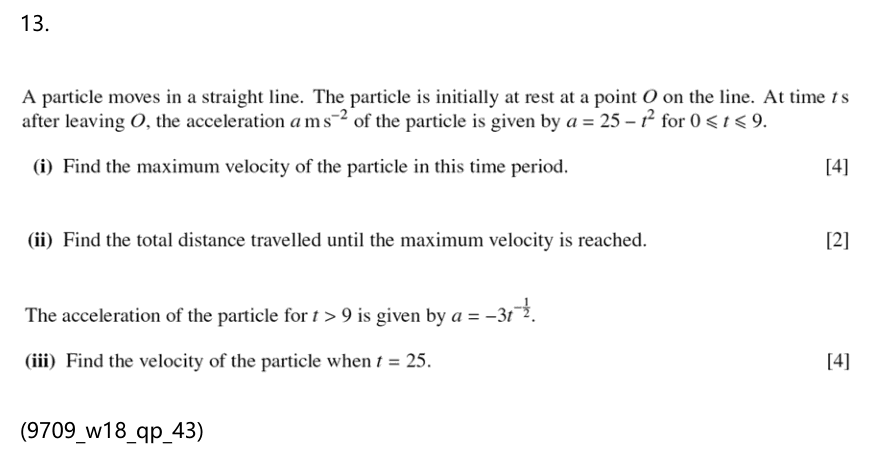 13.
A particle moves in a straight line. The particle is initially at rest at a point O on the line. At time t s
after leaving O, the acceleration a m s⁻² of the particle is given by a = 25 − t² for 0 ⩽ t ⩽ 9.
(i) Find the maximum velocity of the particle in this time period. [4]
(ii) Find the total distance travelled until the maximum velocity is reached. [2]
The acceleration of the particle for t > 9 is given by a = −3t^(−1/2).
(iii) Find the velocity of the particle when t = 25. [4]
(9709_w18_qp_43)